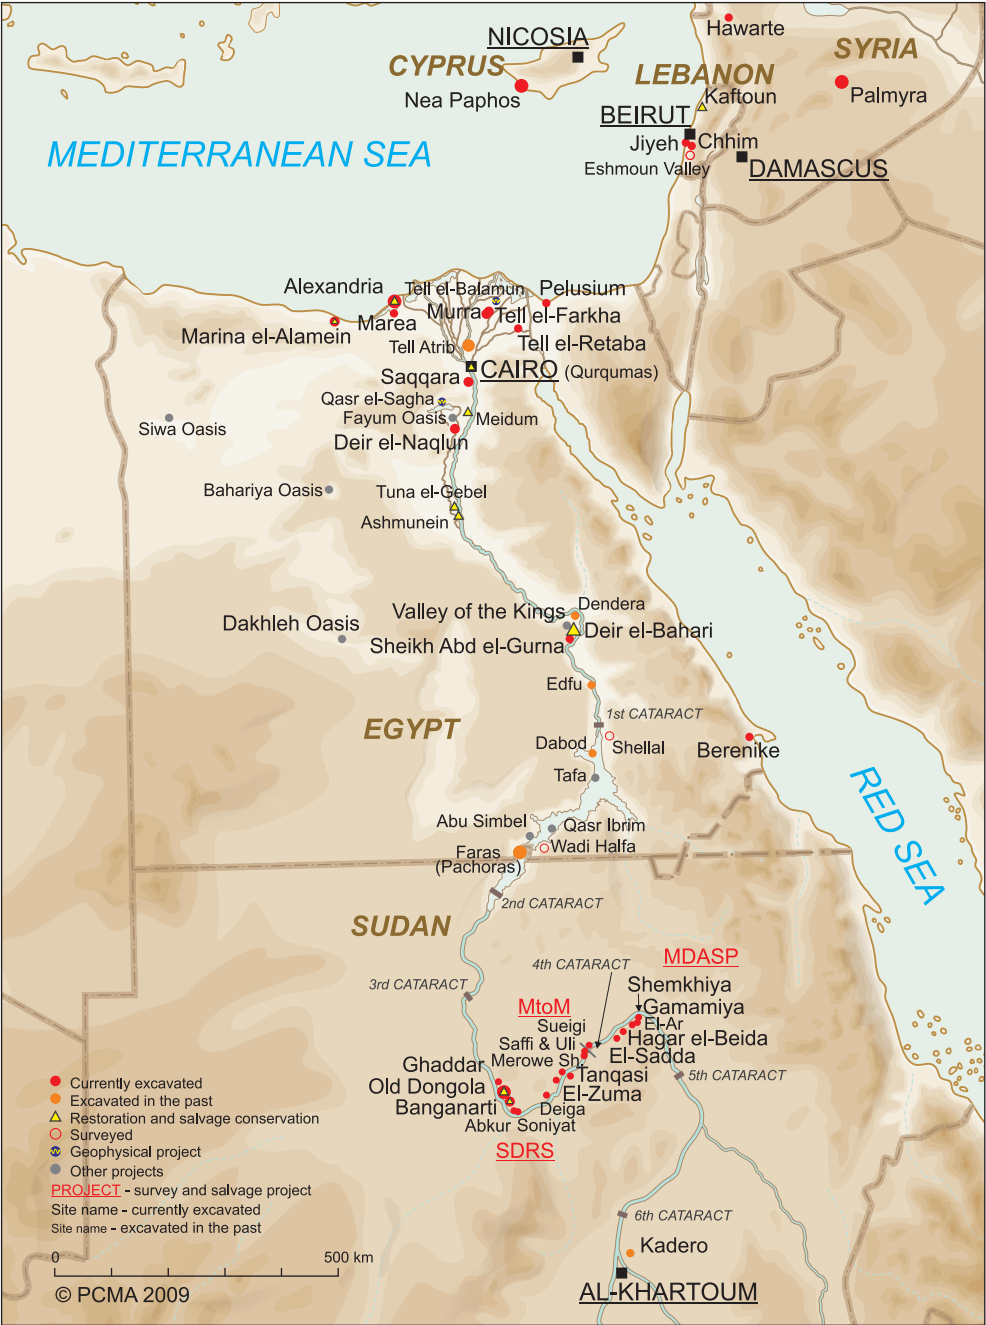 NICOSIA
Hawarte
SYRIA
CYPRUS
LEBANON
Kaftoun
Palmyra
Nea Paphos
BEIRUT
MEDITERRANEAN SEA
Jiyeh
Chhim
Eshmoun Valley
DAMASCUS
Alexandria
Tell el-Balamun
Pelusium
Murra
Tell el-Farkha
Marea
Marina el-Alamein
Tell el-Retaba
Tell Atrib
CAIRO (Qurqumas)
Saqqara
Qasr el-Sagha
Fayum Oasis
Meidum
Siwa Oasis
Deir el-Naqlun
Bahariya Oasis
Tuna el-Gebel
Ashmunein
Dendera
Valley of the Kings
Dakhleh Oasis
Deir el-Bahari
Sheikh Abd el-Gurna
Edfu
1st CATARACT
EGYPT
Dabod
Shellal
Berenike
Tafa
RED SEA
Abu Simbel
Qasr Ibrim
Faras
(Pachoras)
Wadi Halfa
2nd CATARACT
SUDAN
MDASP
4th CATARACT
3rd CATARACT
Shemkhiya
MtoM
Gamamiya
Sueigi
El-Ar
Saffi & Uli
Hagar el-Beida
Merowe Sh.
El-Sadda
Ghaddar
Tanqasi
5th CATARACT
Old Dongola
El-Zuma
Banganarti
Deiga
Abkur Soniyat
SDRS
Currently excavated
Excavated in the past
Restoration and salvage conservation
Surveyed
Geophysical project
Other projects
PROJECT - survey and salvage project
Site name - currently excavated
Site name - excavated in the past
6th CATARACT
Kadero
0 500 km
AL-KHARTOUM
© PCMA 2009